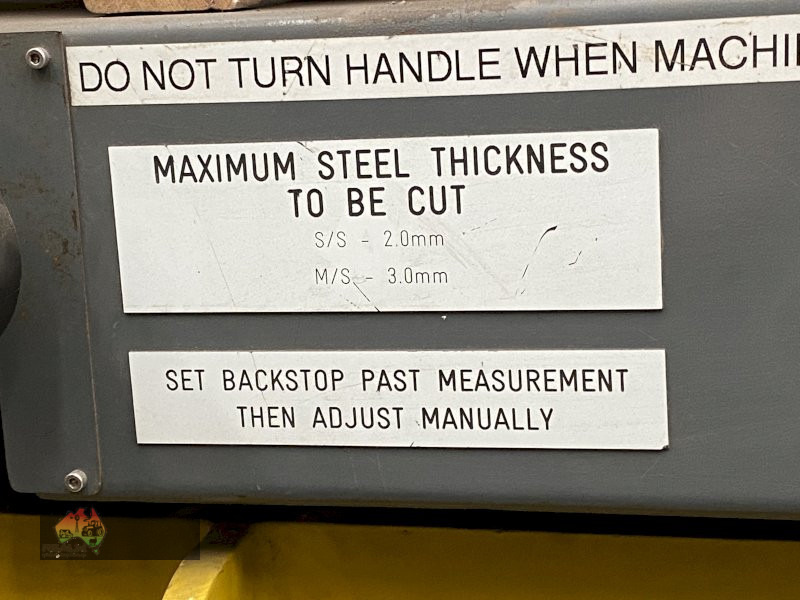 DO NOT TURN HANDLE WHEN
MAXIMUM STEEL THICKNESS
TO BE CUT
S/S - 2.0mm
M/S - 3.0mm
SET BACKSTOP PAST MEASUREMENT
THEN ADJUST MANUALLY